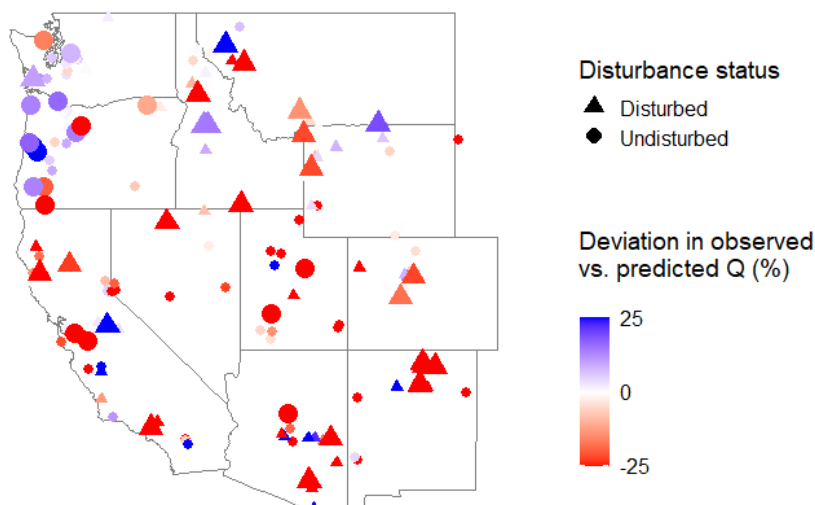 Disturbance status
Disturbed
Undisturbed
Deviation in observed
vs. predicted Q (%)
25
0
-25